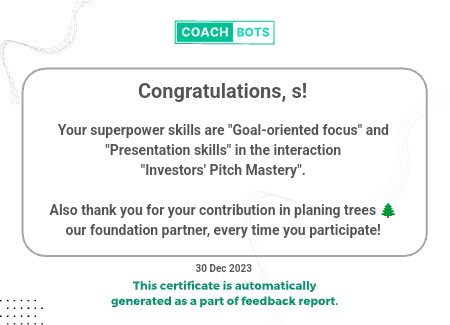 COACH BOTS
Congratulations, s!
Your superpower skills are "Goal-oriented focus" and
"Presentation skills" in the interaction
"Investors' Pitch Mastery".
Also thank you for your contribution in planing trees 🌲
our foundation partner, every time you participate!
30 Dec 2023
This certificate is automatically
generated as a part of feedback report.